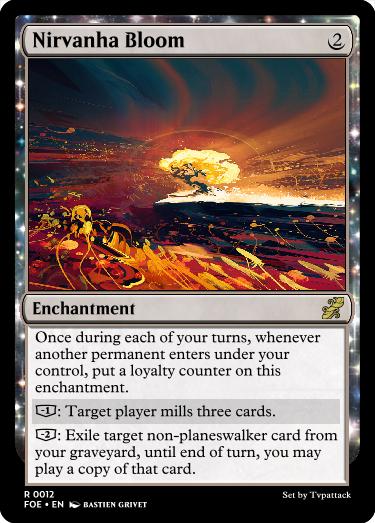 Nirvanha Bloom 2
Enchantment
Once during each of your turns, whenever
another permanent enters under your
control, put a loyalty counter on this
enchantment.
-1: Target player mills three cards.
-2: Exile target non-planeswalker card from
your graveyard, until end of turn, you may
play a copy of that card.
R 0012
FOE • EN BASTIEN GRIVET
Set by Tvpattack